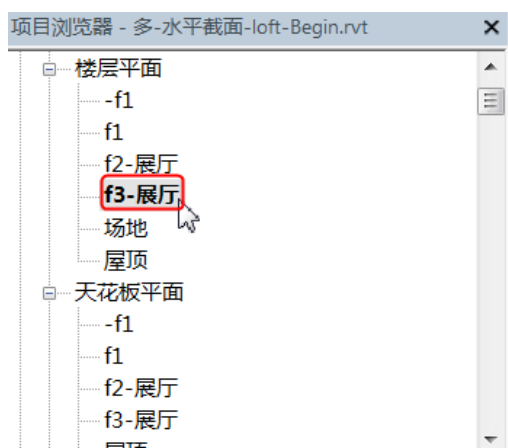 项目浏览器 - 多-水平截面-loft-Begin.rvt
楼层平面
-f1
f1
f2-展厅
f3-展厅
场地
屋顶
天花板平面
-f1
f1
f2-展厅
f3-展厅
屋顶